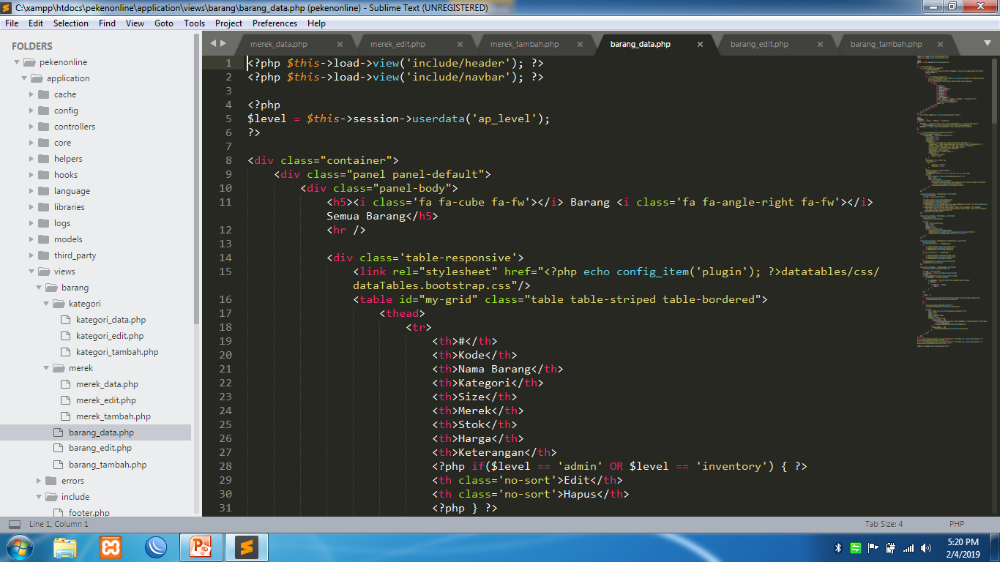 C:\xampp\htdocs\pekenonline\application\views\barang\barang_data.php (pekenonline) - Sublime Text (UNREGISTERED)
File Edit Selection Find View Goto Tools Project Preferences Help
FOLDERS
pekenonline
application
cache
config
controllers
core
helpers
hooks
language
libraries
logs
models
third_party
views
barang
kategori
kategori_data.php
kategori_edit.php
kategori_tambah.php
merek
merek_data.php
merek_edit.php
merek_tambah.php
barang_data.php
barang_edit.php
barang_tambah.php
errors
include
footer.php
merek_data.php × merek_edit.php × merek_tambah.php × barang_data.php × barang_edit.php × barang_tambah.php ×
1 <?php $this->load->view('include/header'); ?>
2 <?php $this->load->view('include/navbar'); ?>
3
4 <?php
5 $level = $this->session->userdata('ap_level');
6 ?>
7
8 <div class="container">
9 <div class="panel panel-default">
10 <div class="panel-body">
11 <h5><i class='fa fa-cube fa-fw'></i> Barang <i class='fa fa-angle-right fa-fw'></i>
Semua Barang</h5>
12 <hr />
13
14 <div class='table-responsive'>
15 <link rel="stylesheet" href="<?php echo config_item('plugin'); ?>datatables/css/
dataTables.bootstrap.css"/>
16 <table id="my-grid" class="table table-striped table-bordered">
17 <thead>
18 <tr>
19 <th>#</th>
20 <th>Kode</th>
21 <th>Nama Barang</th>
22 <th>Kategori</th>
23 <th>Size</th>
24 <th>Merek</th>
25 <th>Stok</th>
26 <th>Harga</th>
27 <th>Keterangan</th>
28 <?php if($level == 'admin' OR $level == 'inventory') { ?>
29 <th class='no-sort'>Edit</th>
30 <th class='no-sort'>Hapus</th>
31 <?php } ?>
Line 1, Column 1 Tab Size: 4 PHP
5:20 PM
2/4/2019